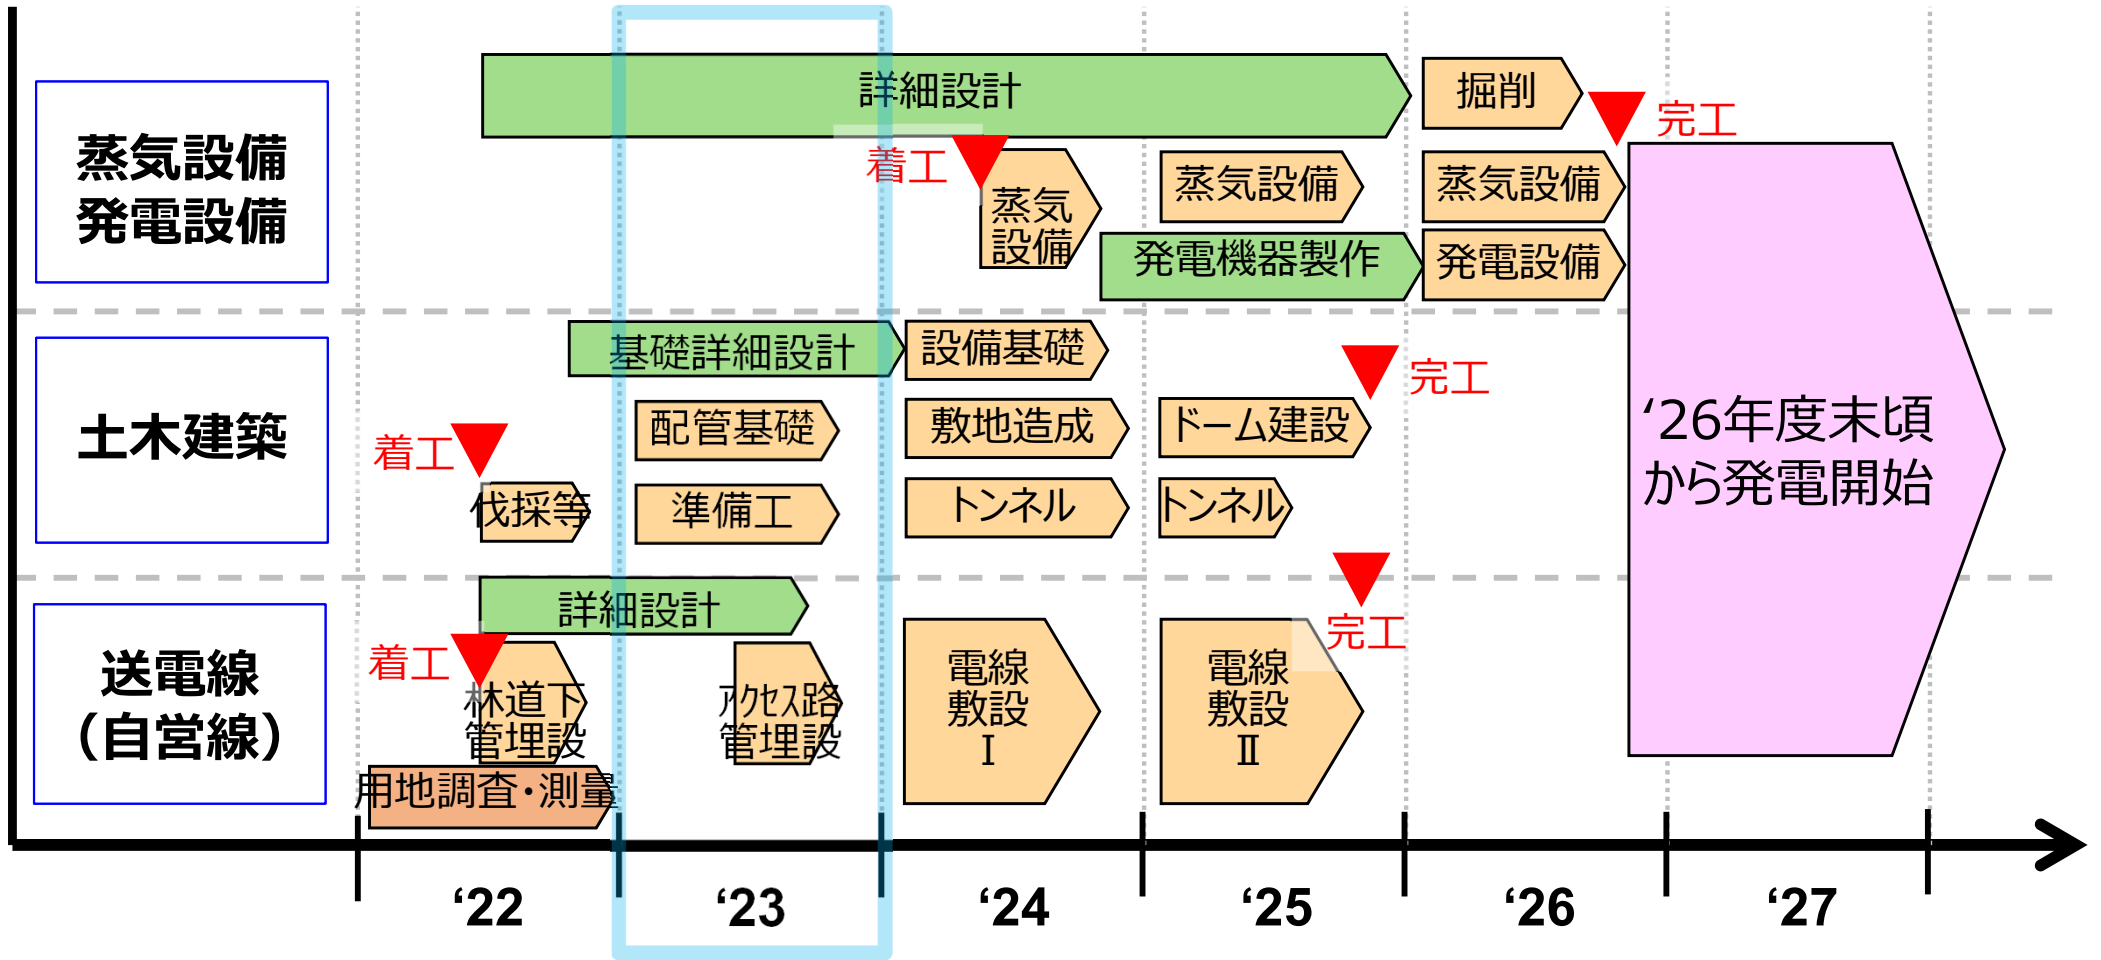 詳細設計
掘削
完工
蒸気設備
発電設備
着工
蒸気
設備
蒸気設備
蒸気設備
発電機器製作
発電設備
基礎詳細設計
設備基礎
完工
土木建築
配管基礎
敷地造成
ドーム建設
着工
伐採等
準備工
トンネル
トンネル
‘26年度末頃
から発電開始
送電線
（自営線）
詳細設計
着工
林道下
管埋設
アクセス路
管埋設
電線
敷設
Ⅰ
電線
敷設
Ⅱ
完工
用地調査・測量
‘22
‘23
‘24
‘25
‘26
‘27